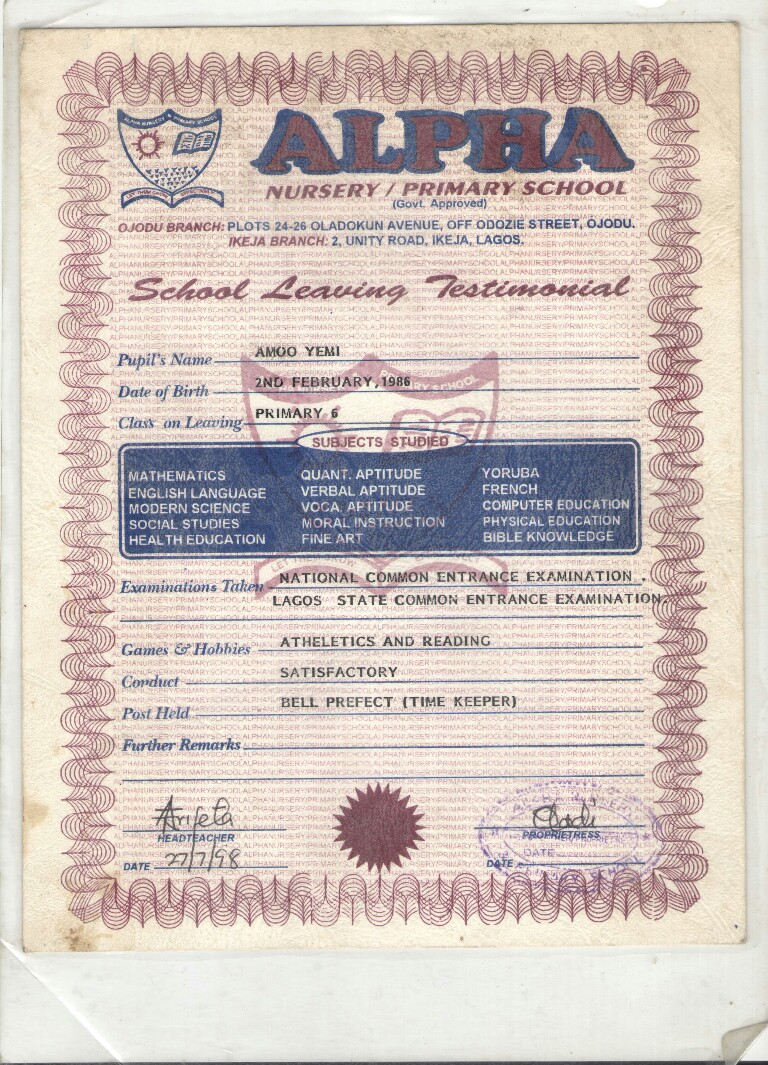 ALPHA NURSERY & PRIMARY SCHOOL
ALPHA
NURSERY / PRIMARY SCHOOL
(Govt. Approved)
OJODU BRANCH: PLOTS 24-26 OLADOKUN AVENUE, OFF ODOZIE STREET, OJODU.
IKEJA BRANCH: 2, UNITY ROAD, IKEJA, LAGOS.
School Leaving Testimonial
Pupil's Name AMOO YEMI
Date of Birth 2ND FEBRUARY, 1986
Class on Leaving PRIMARY 6
SUBJECTS STUDIED
MATHEMATICS QUANT. APTITUDE YORUBA
ENGLISH LANGUAGE VERBAL APTITUDE FRENCH
MODERN SCIENCE VOCA. APTITUDE COMPUTER EDUCATION
SOCIAL STUDIES MORAL INSTRUCTION PHYSICAL EDUCATION
HEALTH EDUCATION FINE ART BIBLE KNOWLEDGE
Examinations Taken NATIONAL COMMON ENTRANCE EXAMINATION .
LAGOS STATE COMMON ENTRANCE EXAMINATION.
Games & Hobbies ATHELETICS AND READING
Conduct SATISFACTORY
Post Held BELL PREFECT (TIME KEEPER)
Further Remarks
HEADTEACHER PROPRIETRESS
DATE 27/7/98 DATE
DATE